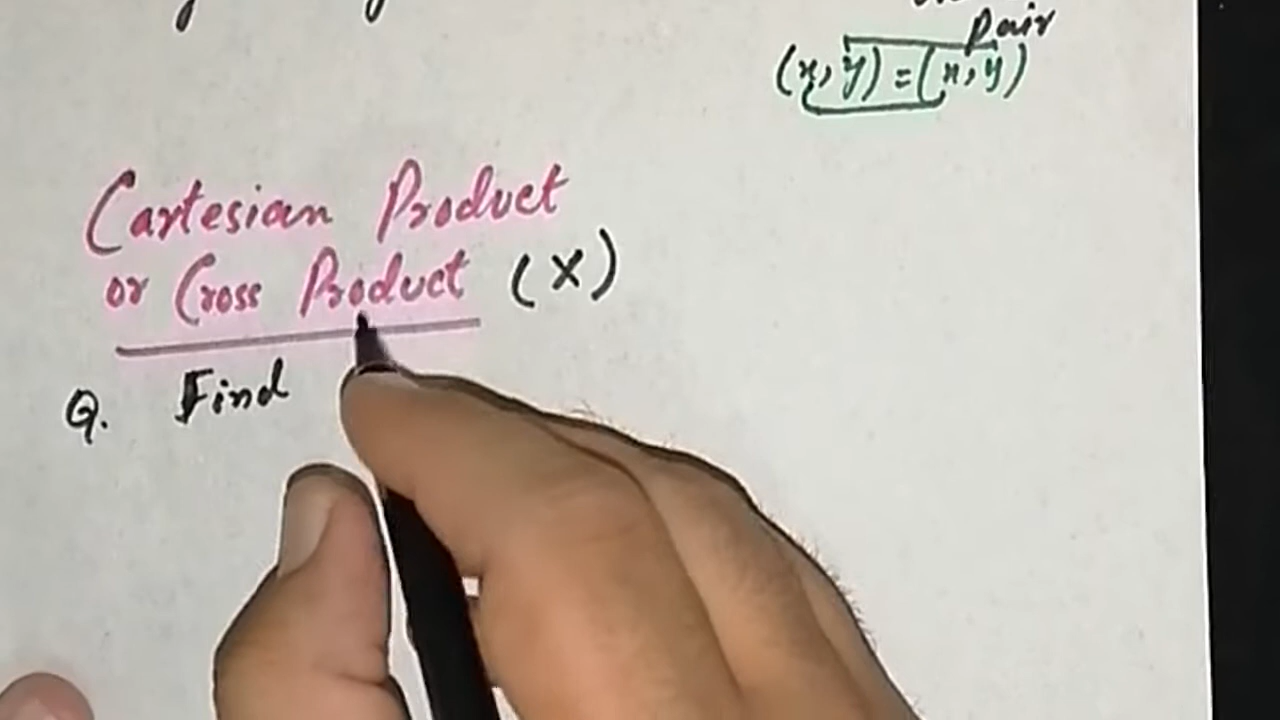 Pair
(x, y) = (x, y)
Cartesian Product
or Cross Product (X)
Q. Find